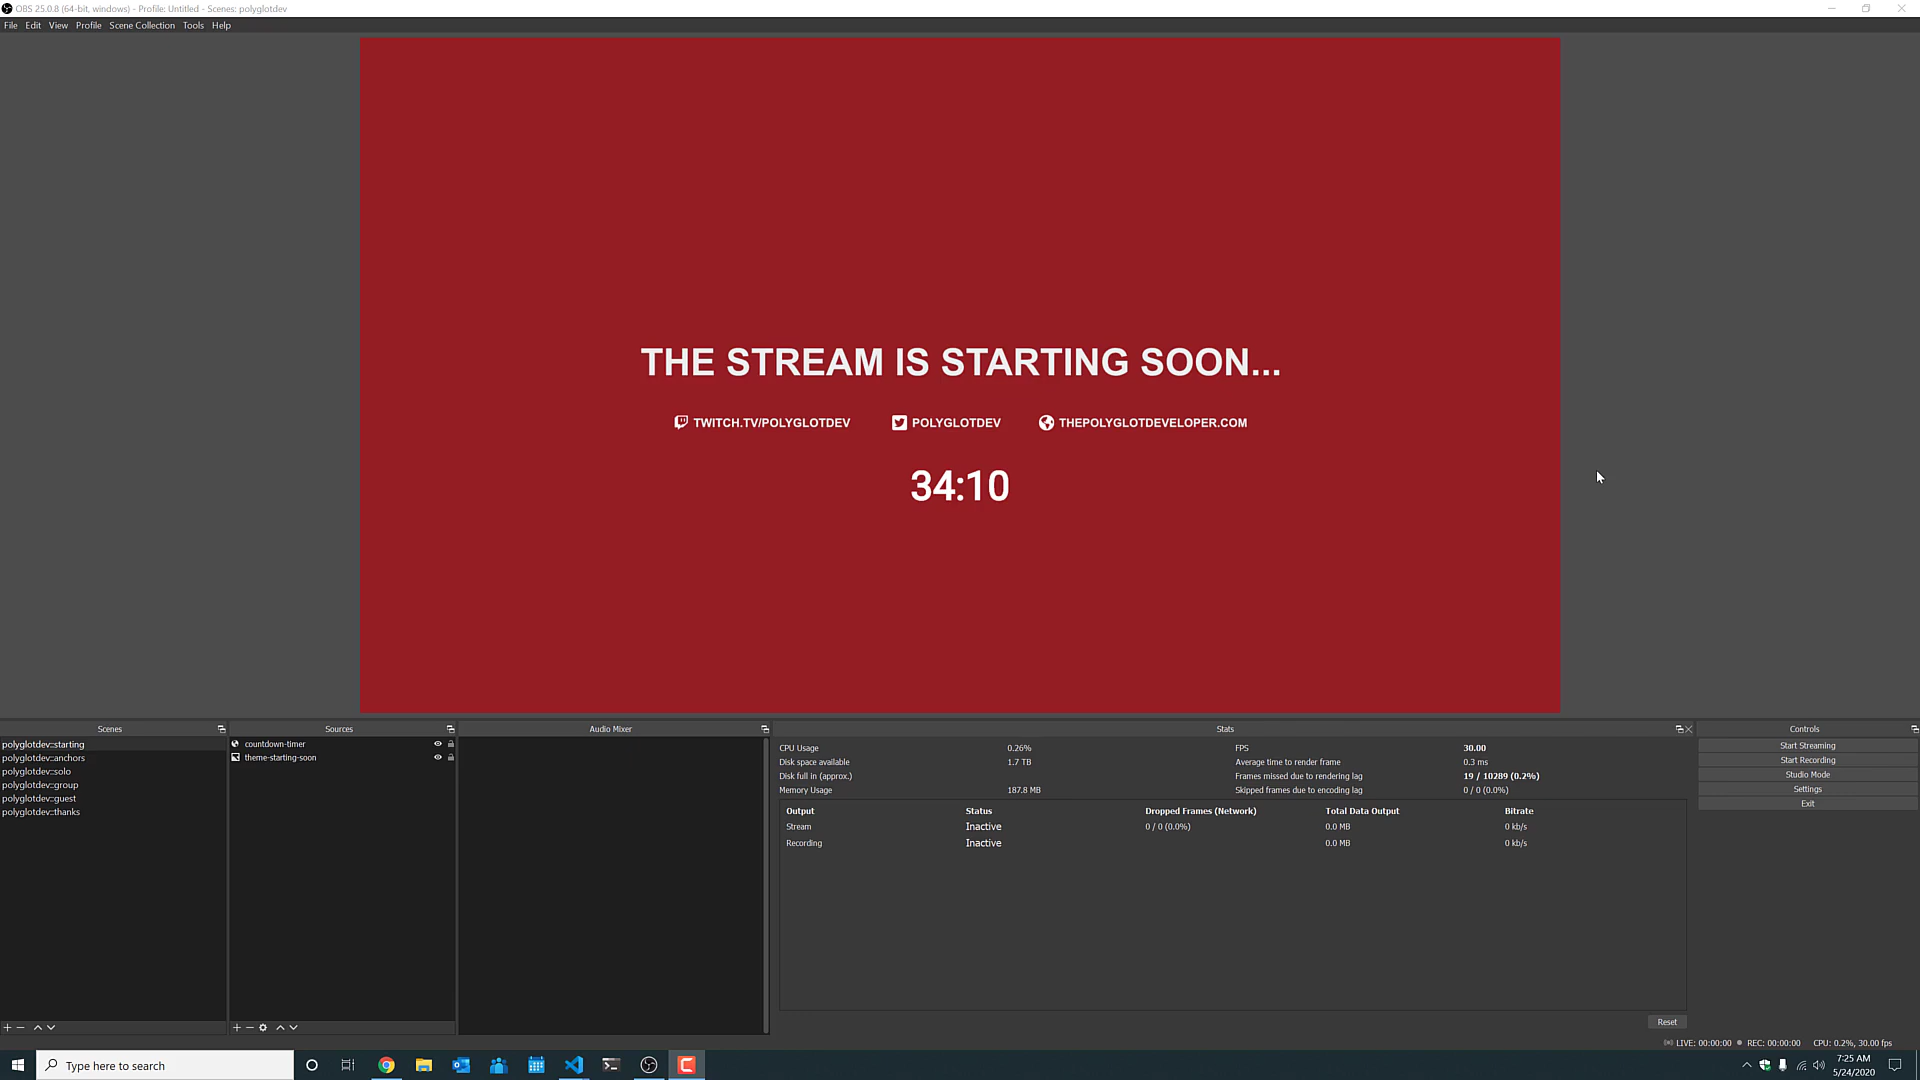 OBS 25.0.8 (64-bit, windows) - Profile: Untitled - Scenes: polyglotdev
File Edit View Profile Scene Collection Tools Help
THE STREAM IS STARTING SOON...
TWITCH.TV/POLYGLOTDEV POLYGLOTDEV THEPOLYGLOTDEVELOPER.COM
34:10
Scenes
polyglotdev::starting
polyglotdev::anchors
polyglotdev::solo
polyglotdev::group
polyglotdev::guest
polyglotdev::thanks
Sources
countdown-timer
theme-starting-soon
Audio Mixer
Stats
CPU Usage 0.26% FPS 30.00
Disk space available 1.7 TB Average time to render frame 0.3 ms
Disk full in (approx.) Frames missed due to rendering lag 19 / 10289 (0.2%)
Memory Usage 187.8 MB Skipped frames due to encoding lag 0 / 0 (0.0%)
Output Status Dropped Frames (Network) Total Data Output Bitrate
Stream Inactive 0 / 0 (0.0%) 0.0 MB 0 kb/s
Recording Inactive 0.0 MB 0 kb/s
Reset
Controls
Start Streaming
Start Recording
Studio Mode
Settings
Exit
LIVE: 00:00:00 REC: 00:00:00 CPU: 0.2%, 30.00 fps
Type here to search
7:25 AM
5/24/2020